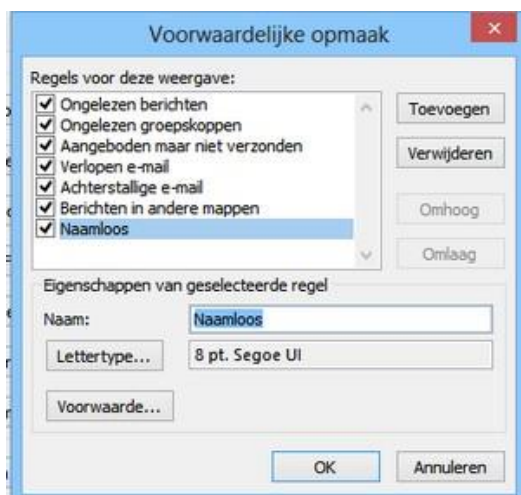 Voorwaardelijke opmaak
Regels voor deze weergave:
Ongelezen berichten
Ongelezen groepskoppen
Aangeboden maar niet verzonden
Verlopen e-mail
Achterstallige e-mail
Berichten in andere mappen
Naamloos
Toevoegen
Verwijderen
Omhoog
Omlaag
Eigenschappen van geselecteerde regel
Naam: Naamloos
Lettertype... 8 pt. Segoe UI
Voorwaarde...
OK Annuleren